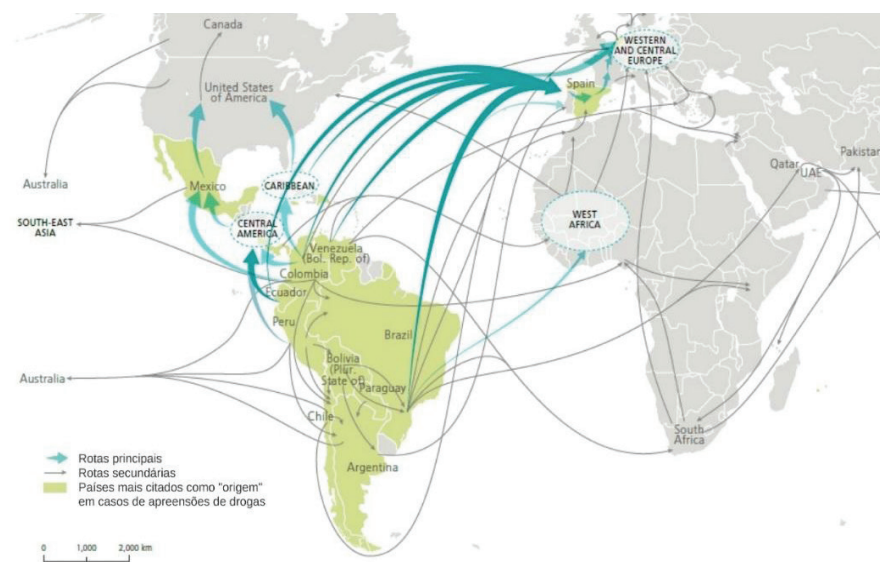 Canada
United States
of America
Australia
SOUTH-EAST
ASIA
Mexico
CARIBBEAN
CENTRAL
AMERICA
WESTERN
AND CENTRAL
EUROPE
Spain
Qatar
UAE
Pakistan
WEST
AFRICA
Venezuela
(Bol. Rep. of)
Colombia
Ecuador
Peru
Brazil
Bolivia
(Plur.
State of)
Paraguay
Australia
Chile
Argentina
South
Africa
Rotas principais
Rotas secundárias
Países mais citados como "origem"
em casos de apreensões de drogas
0 1,000 2,000 km